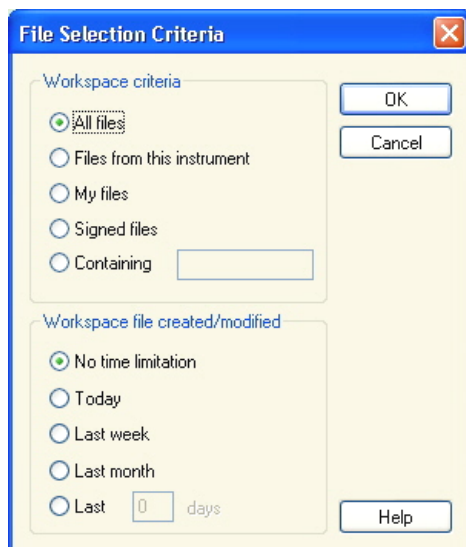 File Selection Criteria
Workspace criteria
All files
Files from this instrument
My files
Signed files
Containing
OK
Cancel
Workspace file created/modified
No time limitation
Today
Last week
Last month
Last 0 days
Help